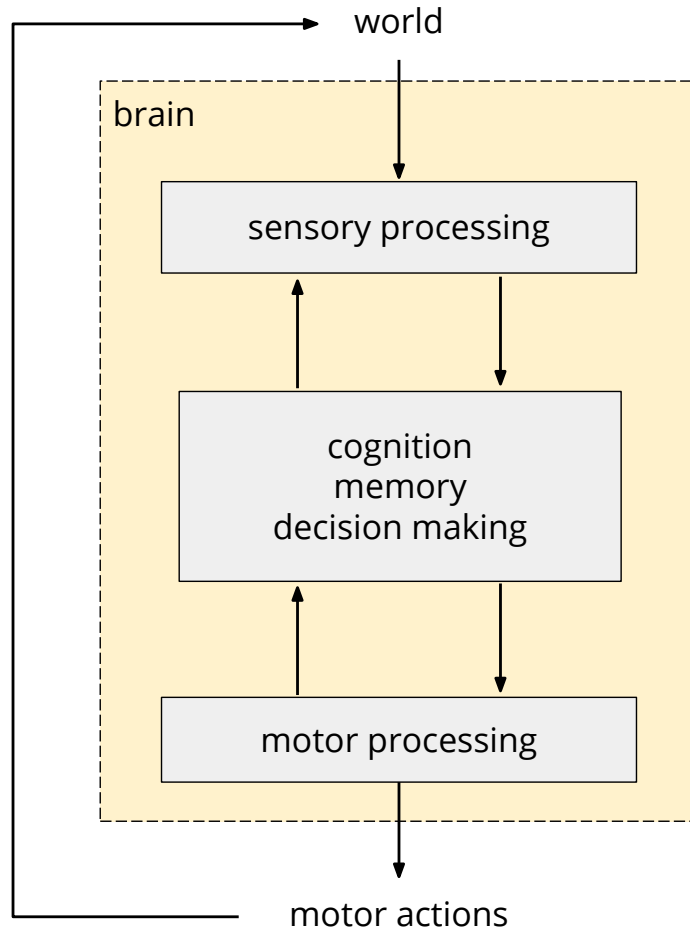 world
brain
sensory processing
cognition
memory
decision making
motor processing
motor actions